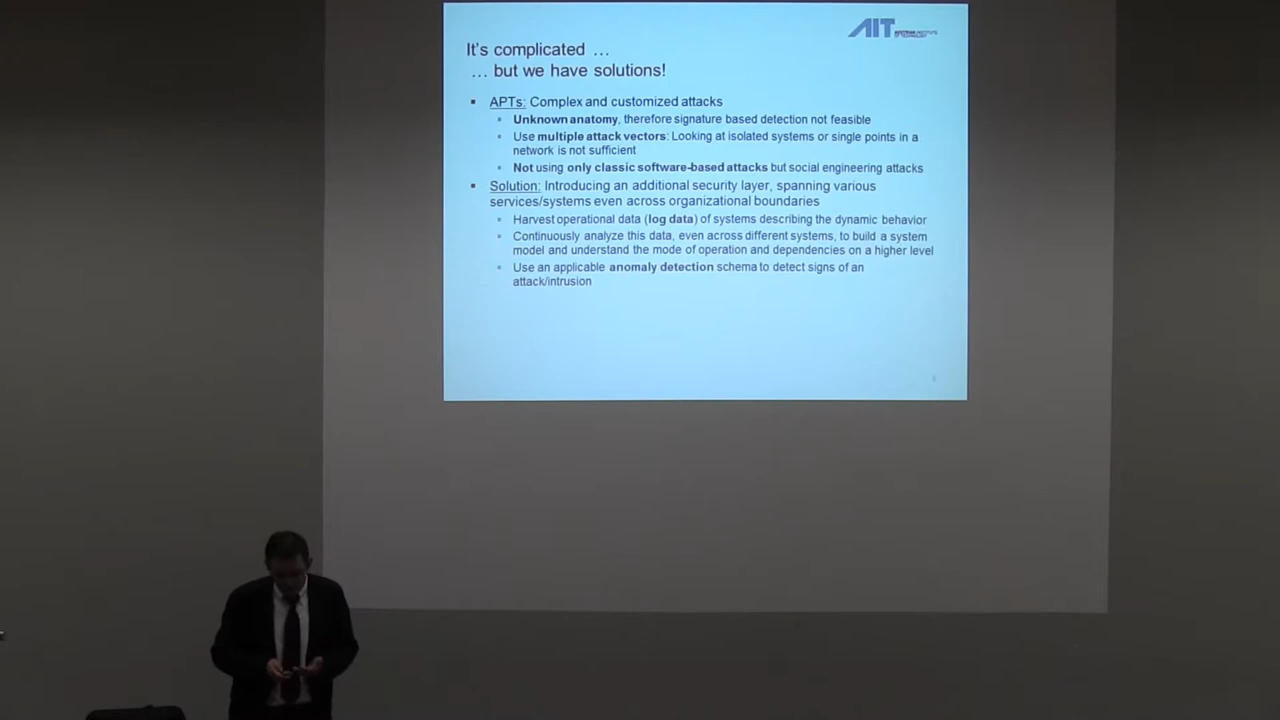 AIT AUSTRIAN INSTITUTE
OF TECHNOLOGY
It's complicated …
… but we have solutions!
▪ APTs: Complex and customized attacks
▪ Unknown anatomy, therefore signature based detection not feasible
▪ Use multiple attack vectors: Looking at isolated systems or single points in a
network is not sufficient
▪ Not using only classic software-based attacks but social engineering attacks
▪ Solution: Introducing an additional security layer, spanning various
services/systems even across organizational boundaries
▪ Harvest operational data (log data) of systems describing the dynamic behavior
▪ Continuously analyze this data, even across different systems, to build a system
model and understand the mode of operation and dependencies on a higher level
▪ Use an applicable anomaly detection schema to detect signs of an
attack/intrusion